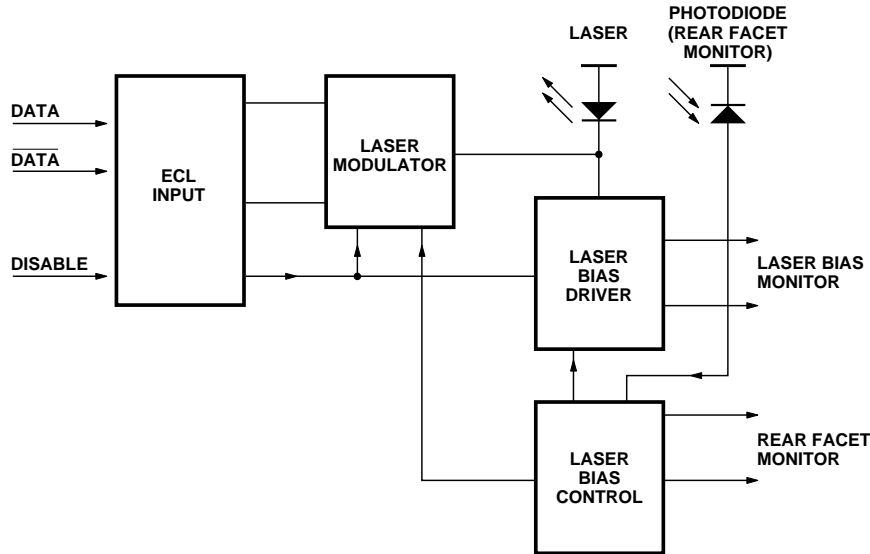 PHOTODIODE
(REAR FACET
MONITOR)
LASER
DATA
DATA
DISABLE
ECL
INPUT
LASER
MODULATOR
LASER
BIAS
DRIVER
LASER BIAS
MONITOR
LASER
BIAS
CONTROL
REAR FACET
MONITOR